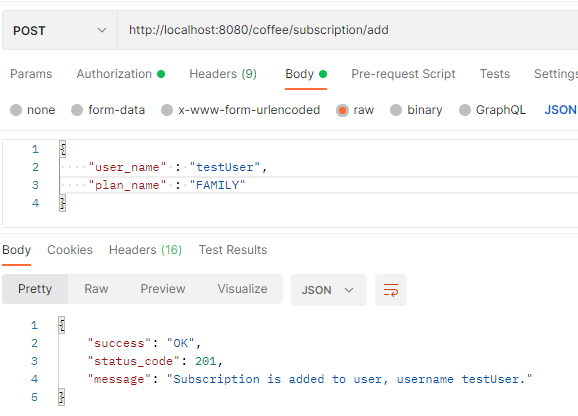 POST http://localhost:8080/coffee/subscription/add
Params Authorization Headers (9) Body Pre-request Script Tests Settings
none form-data x-www-form-urlencoded raw binary GraphQL JSON
1 {
2 "user_name" : "testUser",
3 "plan_name" : "FAMILY"
4 }
Body Cookies Headers (16) Test Results
Pretty Raw Preview Visualize JSON
1 {
2 "success": "OK",
3 "status_code": 201,
4 "message": "Subscription is added to user, username testUser."
5 }